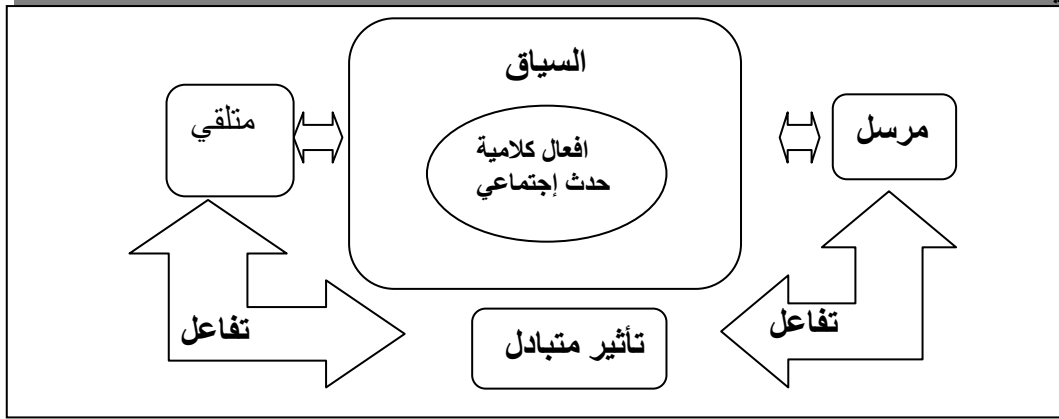 السياق
مرسل
متلقي
افعال كلامية
حدث إجتماعي
تفاعل
تفاعل
تأثير متبادل